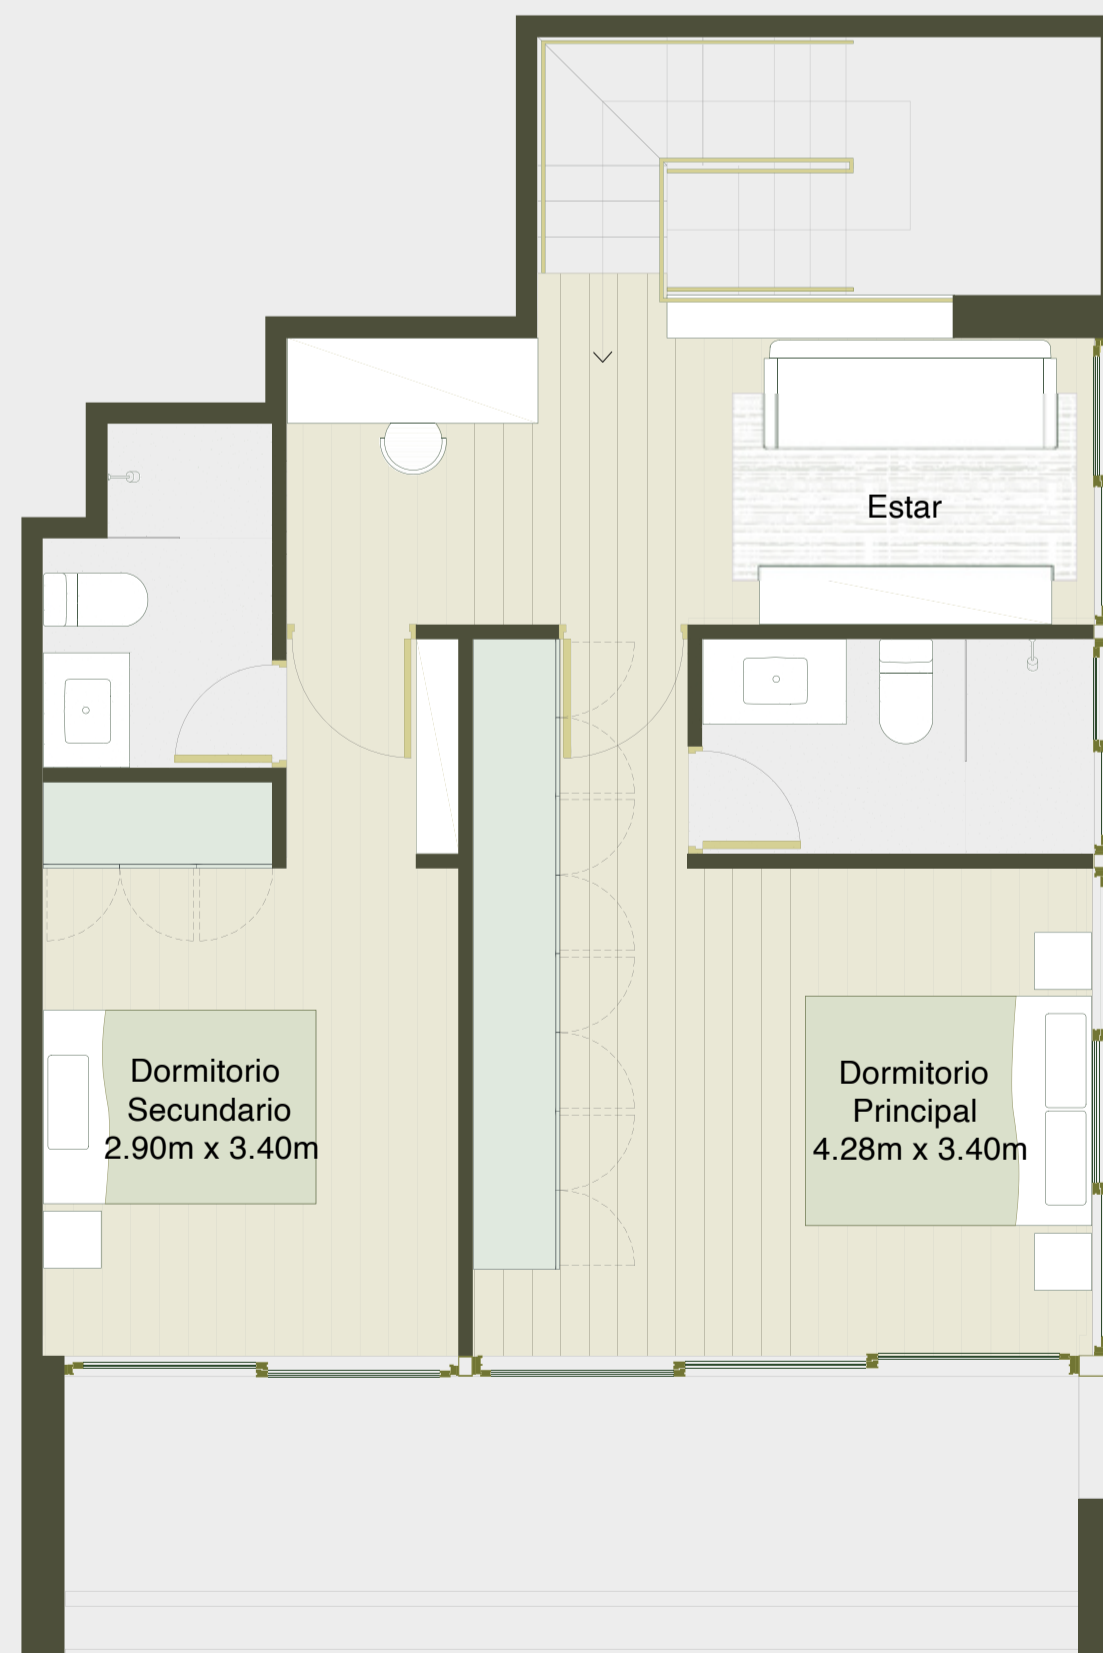 Estar
Dormitorio
Secundario
2.90m x 3.40m
Dormitorio
Principal
4.28m x 3.40m